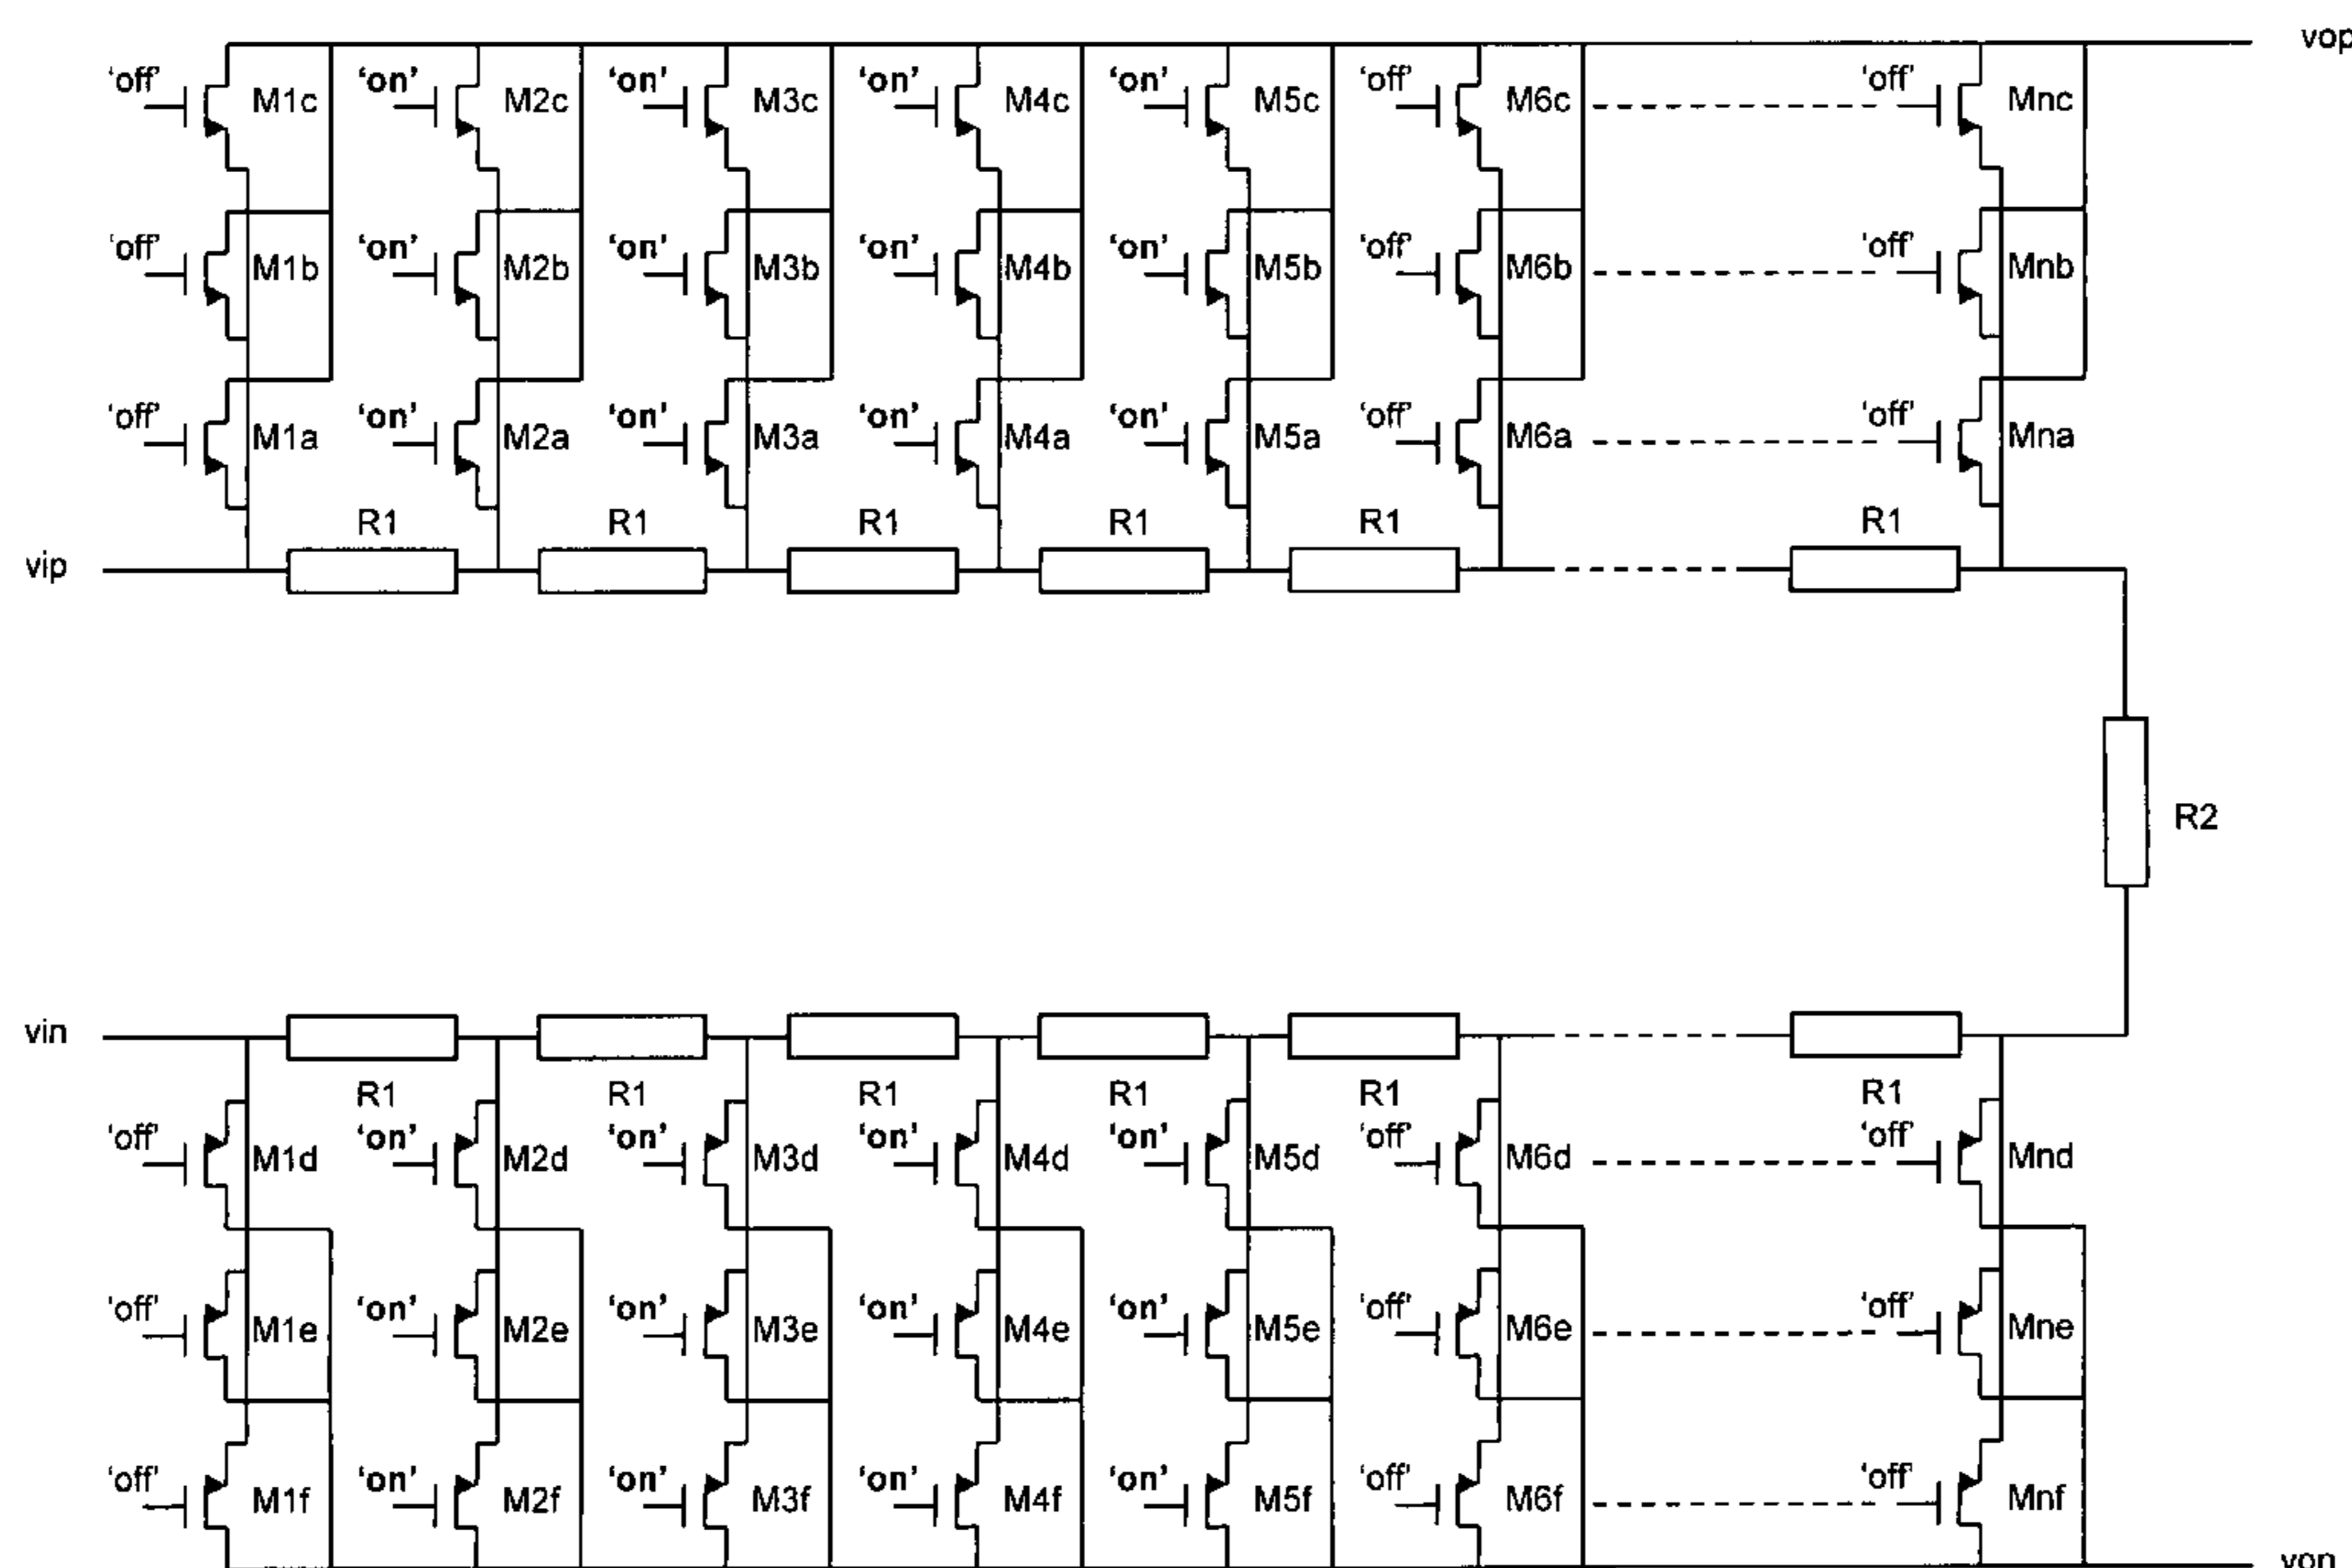 vop
‘off’ M1c ‘on’ M2c ‘on’ M3c ‘on’ M4c ‘on’ M5c ‘off’ M6c ‘off’ Mnc
‘off’ M1b ‘on’ M2b ‘on’ M3b ‘on’ M4b ‘on’ M5b ‘off’ M6b ‘off’ Mnb
‘off’ M1a ‘on’ M2a ‘on’ M3a ‘on’ M4a ‘on’ M5a ‘off’ M6a ‘off’ Mna
R1 R1 R1 R1 R1 R1
vip
R2
vin
R1 R1 R1 R1 R1 R1
‘off’ M1d ‘on’ M2d ‘on’ M3d ‘on’ M4d ‘on’ M5d ‘off’ M6d ‘off’ Mnd
‘off’ M1e ‘on’ M2e ‘on’ M3e ‘on’ M4e ‘on’ M5e ‘off’ M6e ‘off’ Mne
‘off’ M1f ‘on’ M2f ‘on’ M3f ‘on’ M4f ‘on’ M5f ‘off’ M6f ‘off’ Mnf
von